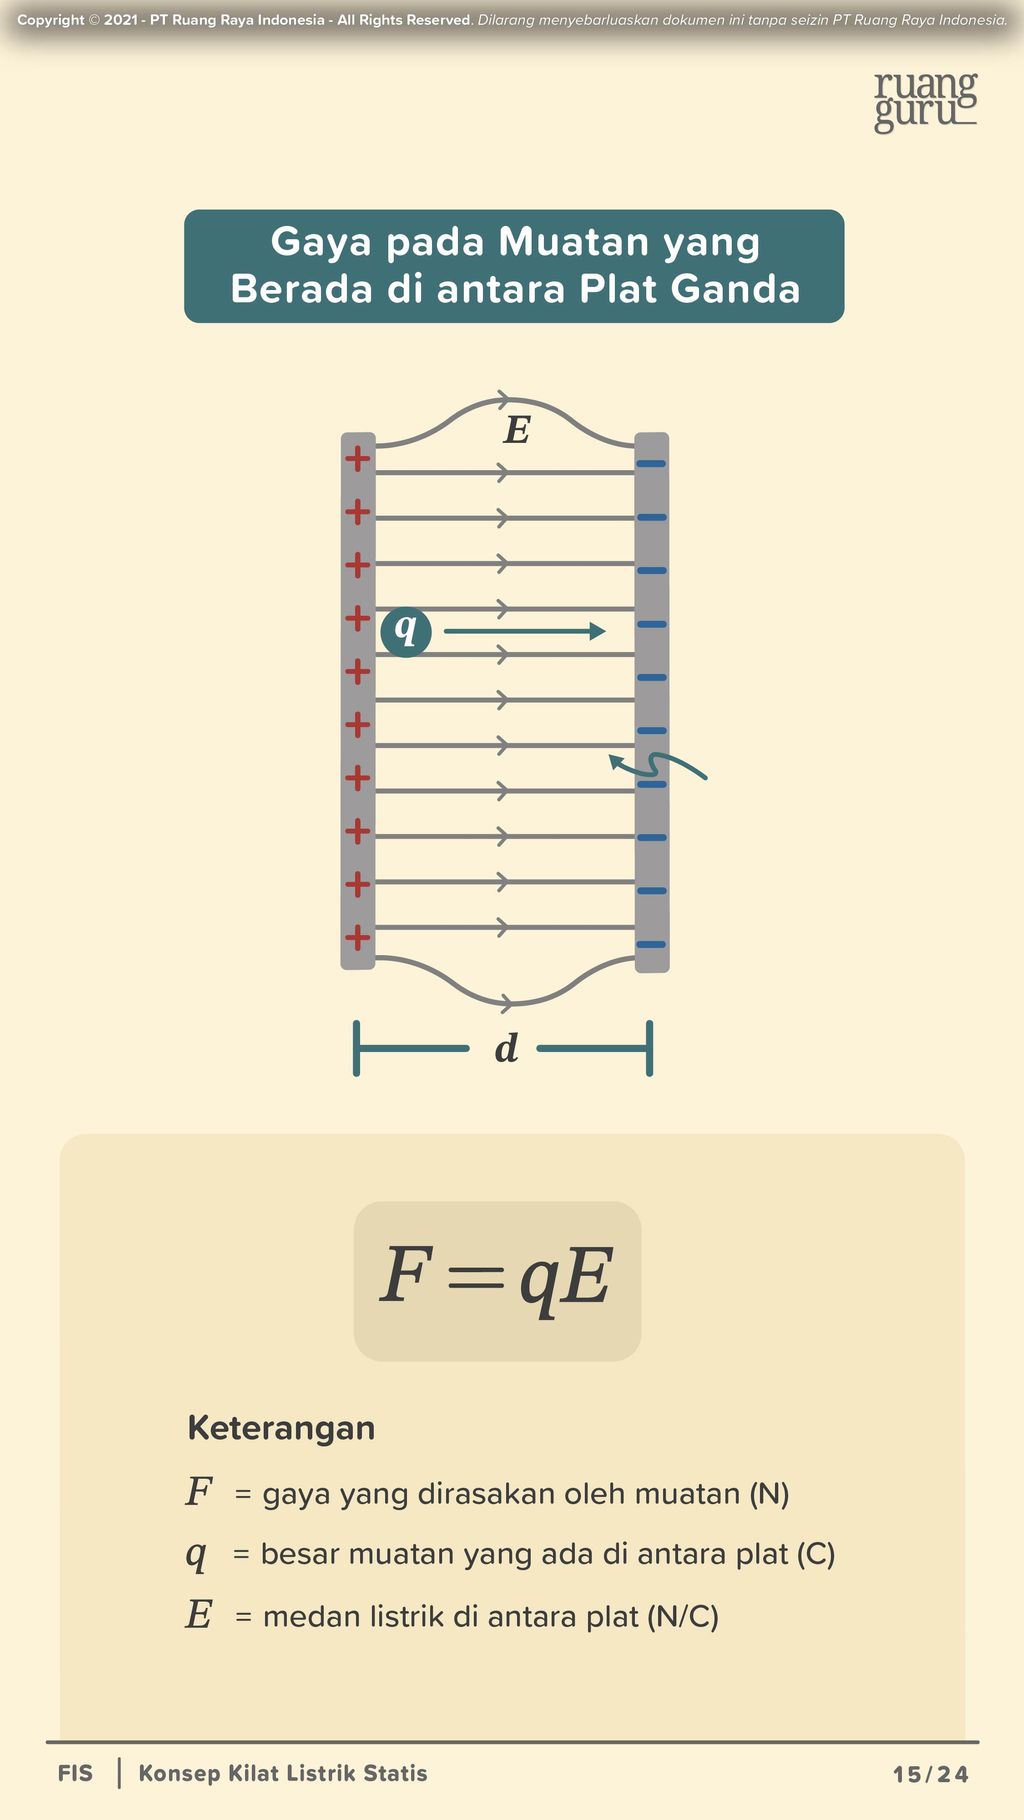 Copyright © 2021 - PT Ruang Raya Indonesia - All Rights Reserved. Dilarang menyebarluaskan dokumen ini tanpa seizin PT Ruang Raya Indonesia.
ruang
guru
Gaya pada Muatan yang
Berada di antara Plat Ganda
E
q
d
F = qE
Keterangan
F = gaya yang dirasakan oleh muatan (N)
q = besar muatan yang ada di antara plat (C)
E = medan listrik di antara plat (N/C)
FIS | Konsep Kilat Listrik Statis
15/24